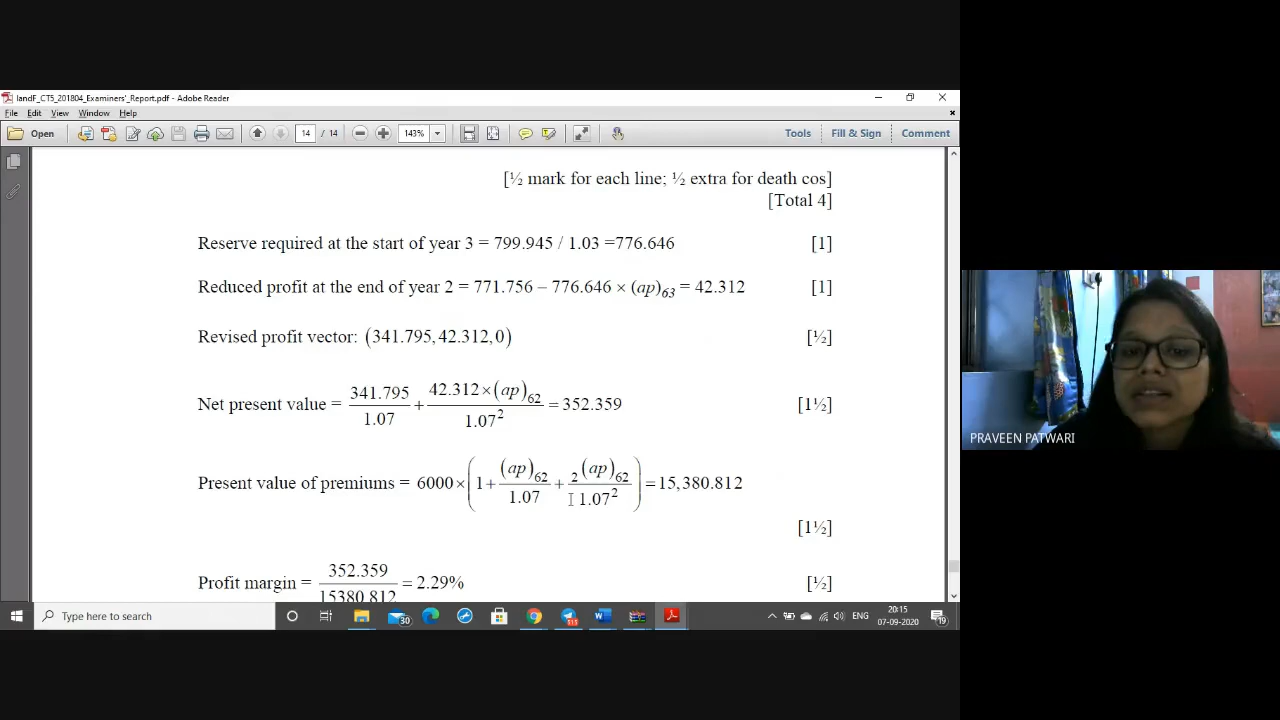 IandF_CT5_201804_Examiners'_Report.pdf - Adobe Reader
File Edit View Window Help
Open 14 / 14 143% Tools Fill & Sign Comment
[½ mark for each line; ½ extra for death cos]
[Total 4]
Reserve required at the start of year 3 = 799.945 / 1.03 =776.646 [1]
Reduced profit at the end of year 2 = 771.756 – 776.646 × (ap)₆₃ = 42.312 [1]
Revised profit vector: (341.795, 42.312, 0) [½]
Net present value = 341.795/1.07 + 42.312×(ap)₆₂/1.07² = 352.359 [1½]
Present value of premiums = 6000×(1+ (ap)₆₂/1.07 + ₂(ap)₆₂/1.07²) = 15,380.812
[1½]
Profit margin = 352.359/15380.812 = 2.29% [½]
PRAVEEN PATWARI
Type here to search
30
ENG
20:15
07-09-2020
19